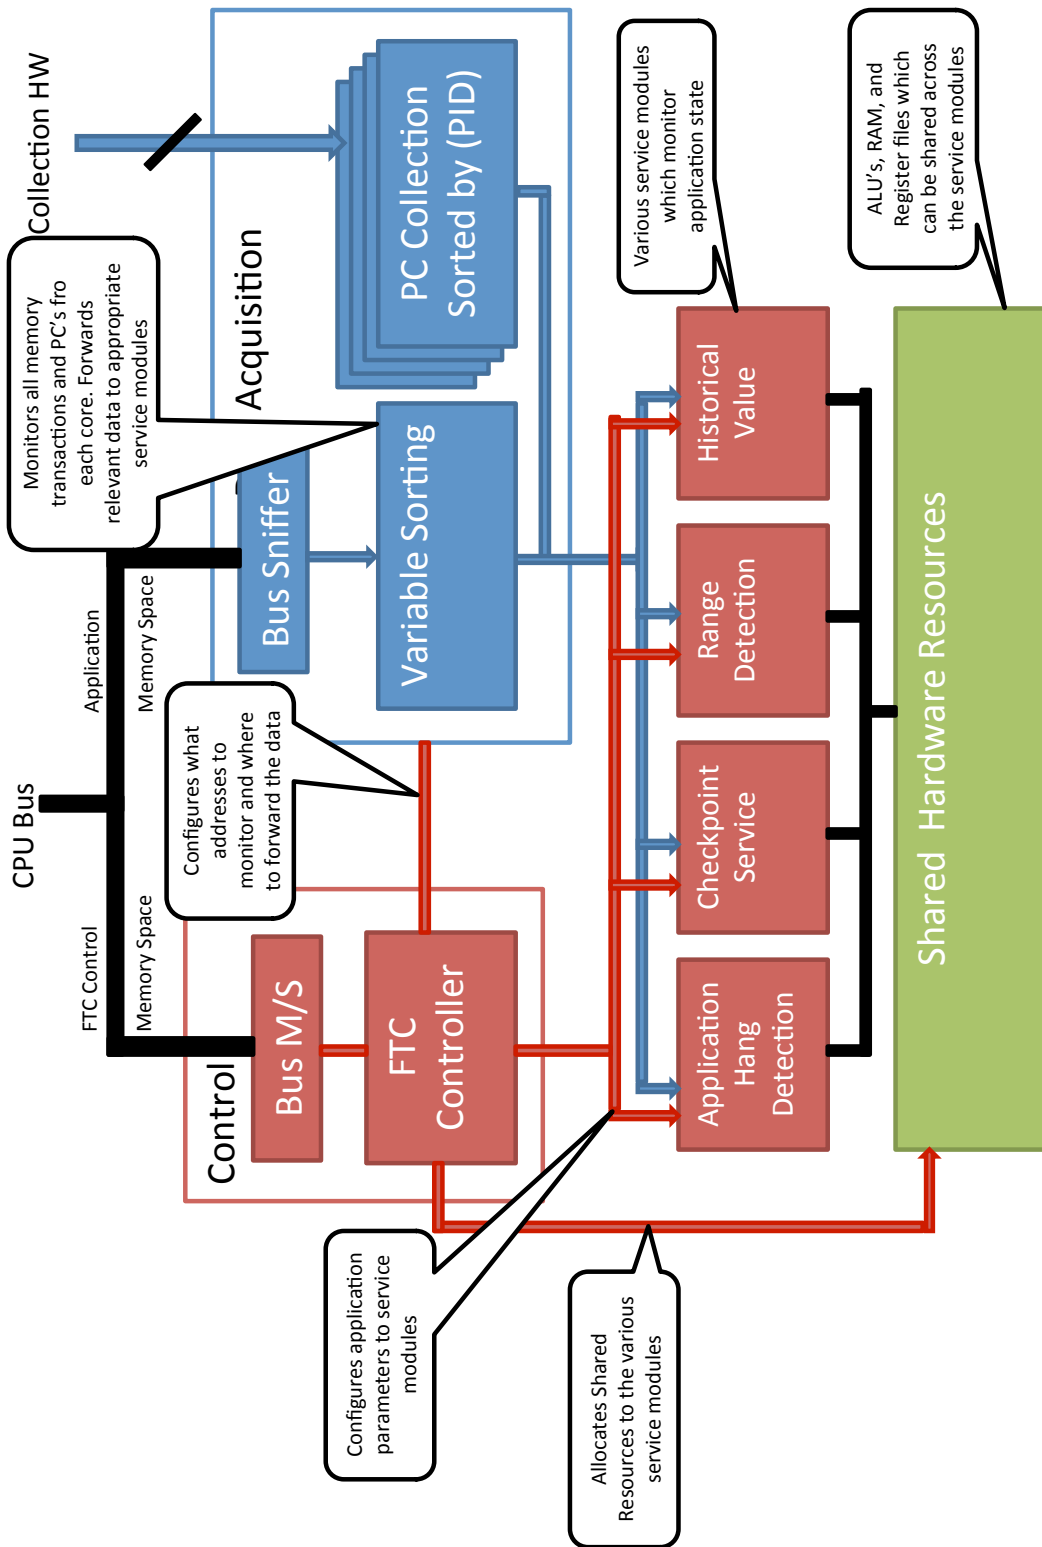 CPU Bus
Collection HW
FTC Control
Memory Space
Application
Memory Space
Monitors all memory
transactions and PC's fro
each core. Forwards
relevant data to appropriate
service modules
Control
Acquisition
Bus M/S
Bus Sniffer
Configures what
addresses to
monitor and where
to forward the data
FTC
Controller
Variable Sorting
PC Collection
Sorted by (PID)
Configures application
parameters to service
modules
Various service modules
which monitor
application state
Application
Hang
Detection
Checkpoint
Service
Range
Detection
Historical
Value
Allocates Shared
Resources to the various
service modules
Shared Hardware Resources
ALU's, RAM, and
Register files which
can be shared across
the service modules